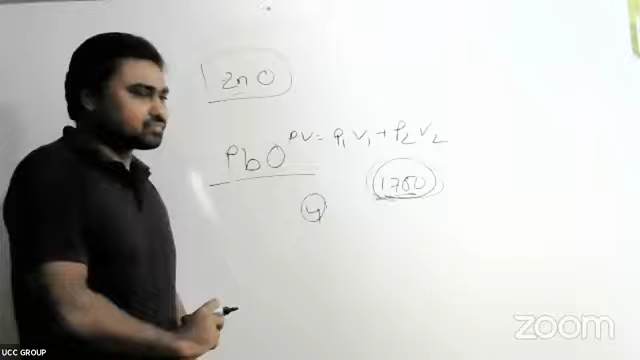 ZnO
PV = P₁V₁ + P₂V₂
PbO
1780
4
zoom
UCC GROUP